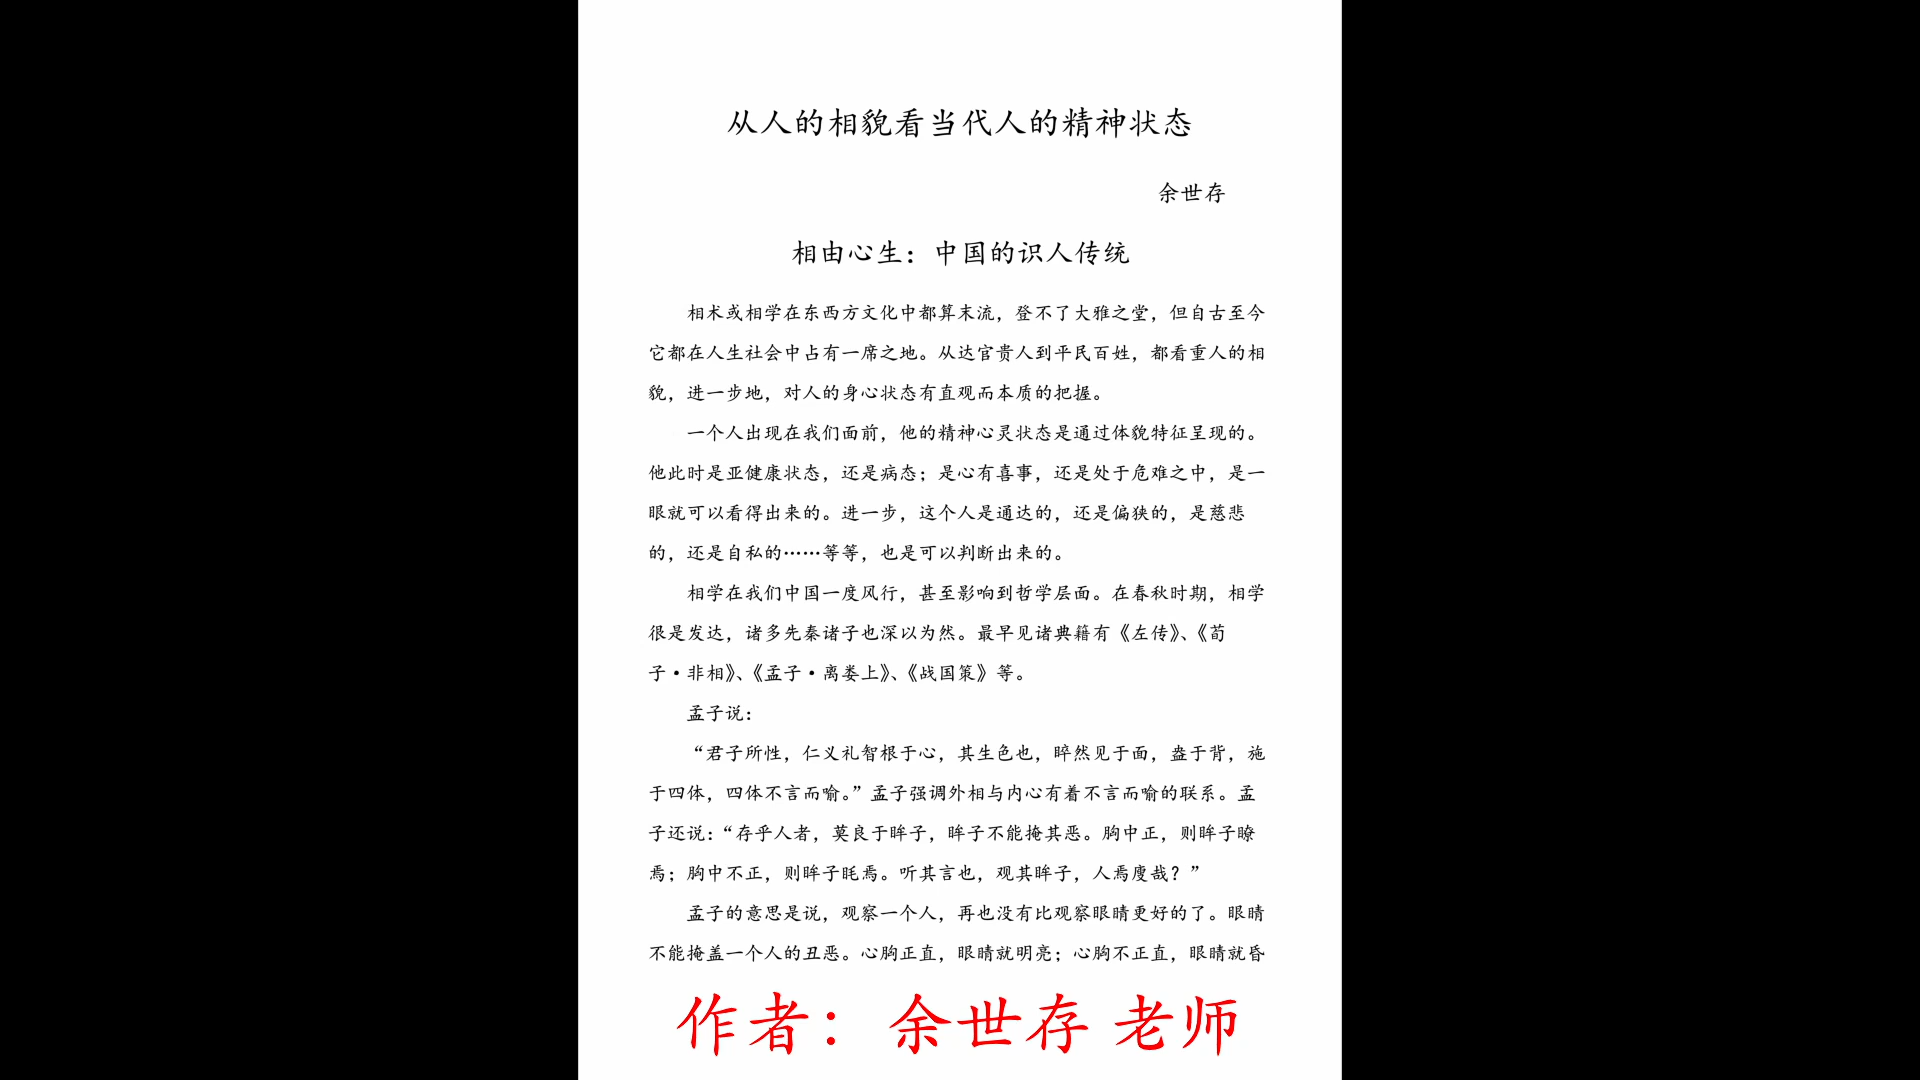 从人的相貌看当代人的精神状态
余世存
相由心生：中国的识人传统
相术或相学在东西方文化中都算末流，登不了大雅之堂，但自古至今
它都在人生社会中占有一席之地。从达官贵人到平民百姓，都看重人的相
貌，进一步地，对人的身心状态有直观而本质的把握。
一个人出现在我们面前，他的精神心灵状态是通过体貌特征呈现的。
他此时是亚健康状态，还是病态；是心有喜事，还是处于危难之中，是一
眼就可以看得出来的。进一步，这个人是通达的，还是偏狭的，是慈悲
的，还是自私的……等等，也是可以判断出来的。
相学在我们中国一度风行，甚至影响到哲学层面。在春秋时期，相学
很是发达，诸多先秦诸子也深以为然。最早见诸典籍有《左传》、《荀
子·非相》、《孟子·离娄上》、《战国策》等。
孟子说：
“君子所性，仁义礼智根于心，其生色也，睟然见于面，盎于背，施
于四体，四体不言而喻。”孟子强调外相与内心有着不言而喻的联系。孟
子还说：“存乎人者，莫良于眸子，眸子不能掩其恶。胸中正，则眸子瞭
焉；胸中不正，则眸子眊焉。听其言也，观其眸子，人焉廋哉？”
孟子的意思是说，观察一个人，再也没有比观察眼睛更好的了。眼睛
不能掩盖一个人的丑恶。心胸正直，眼睛就明亮；心胸不正直，眼睛就昏
作者： 余世存 老师